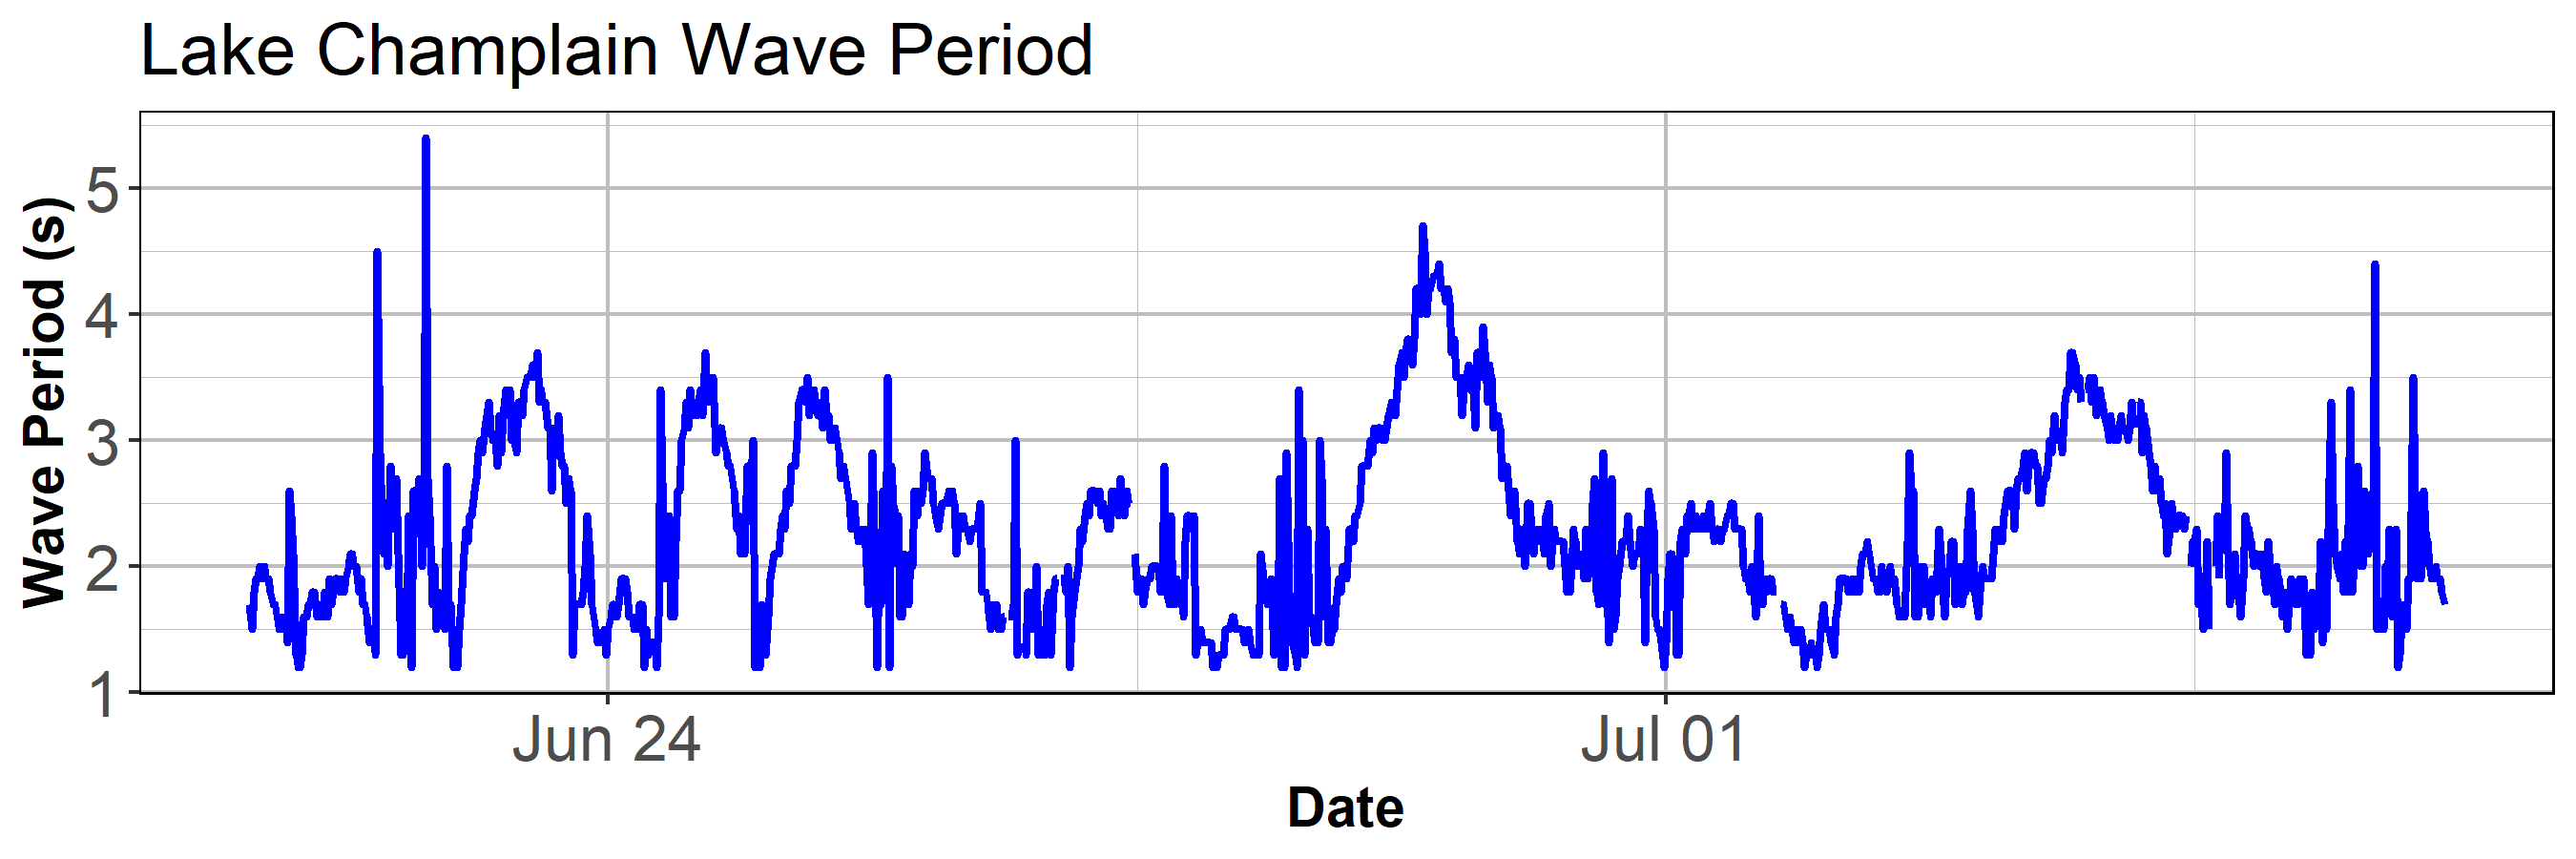 Lake Champlain Wave Period
Wave Period (s)
5
4
3
2
1
Jun 24
Jul 01
Date